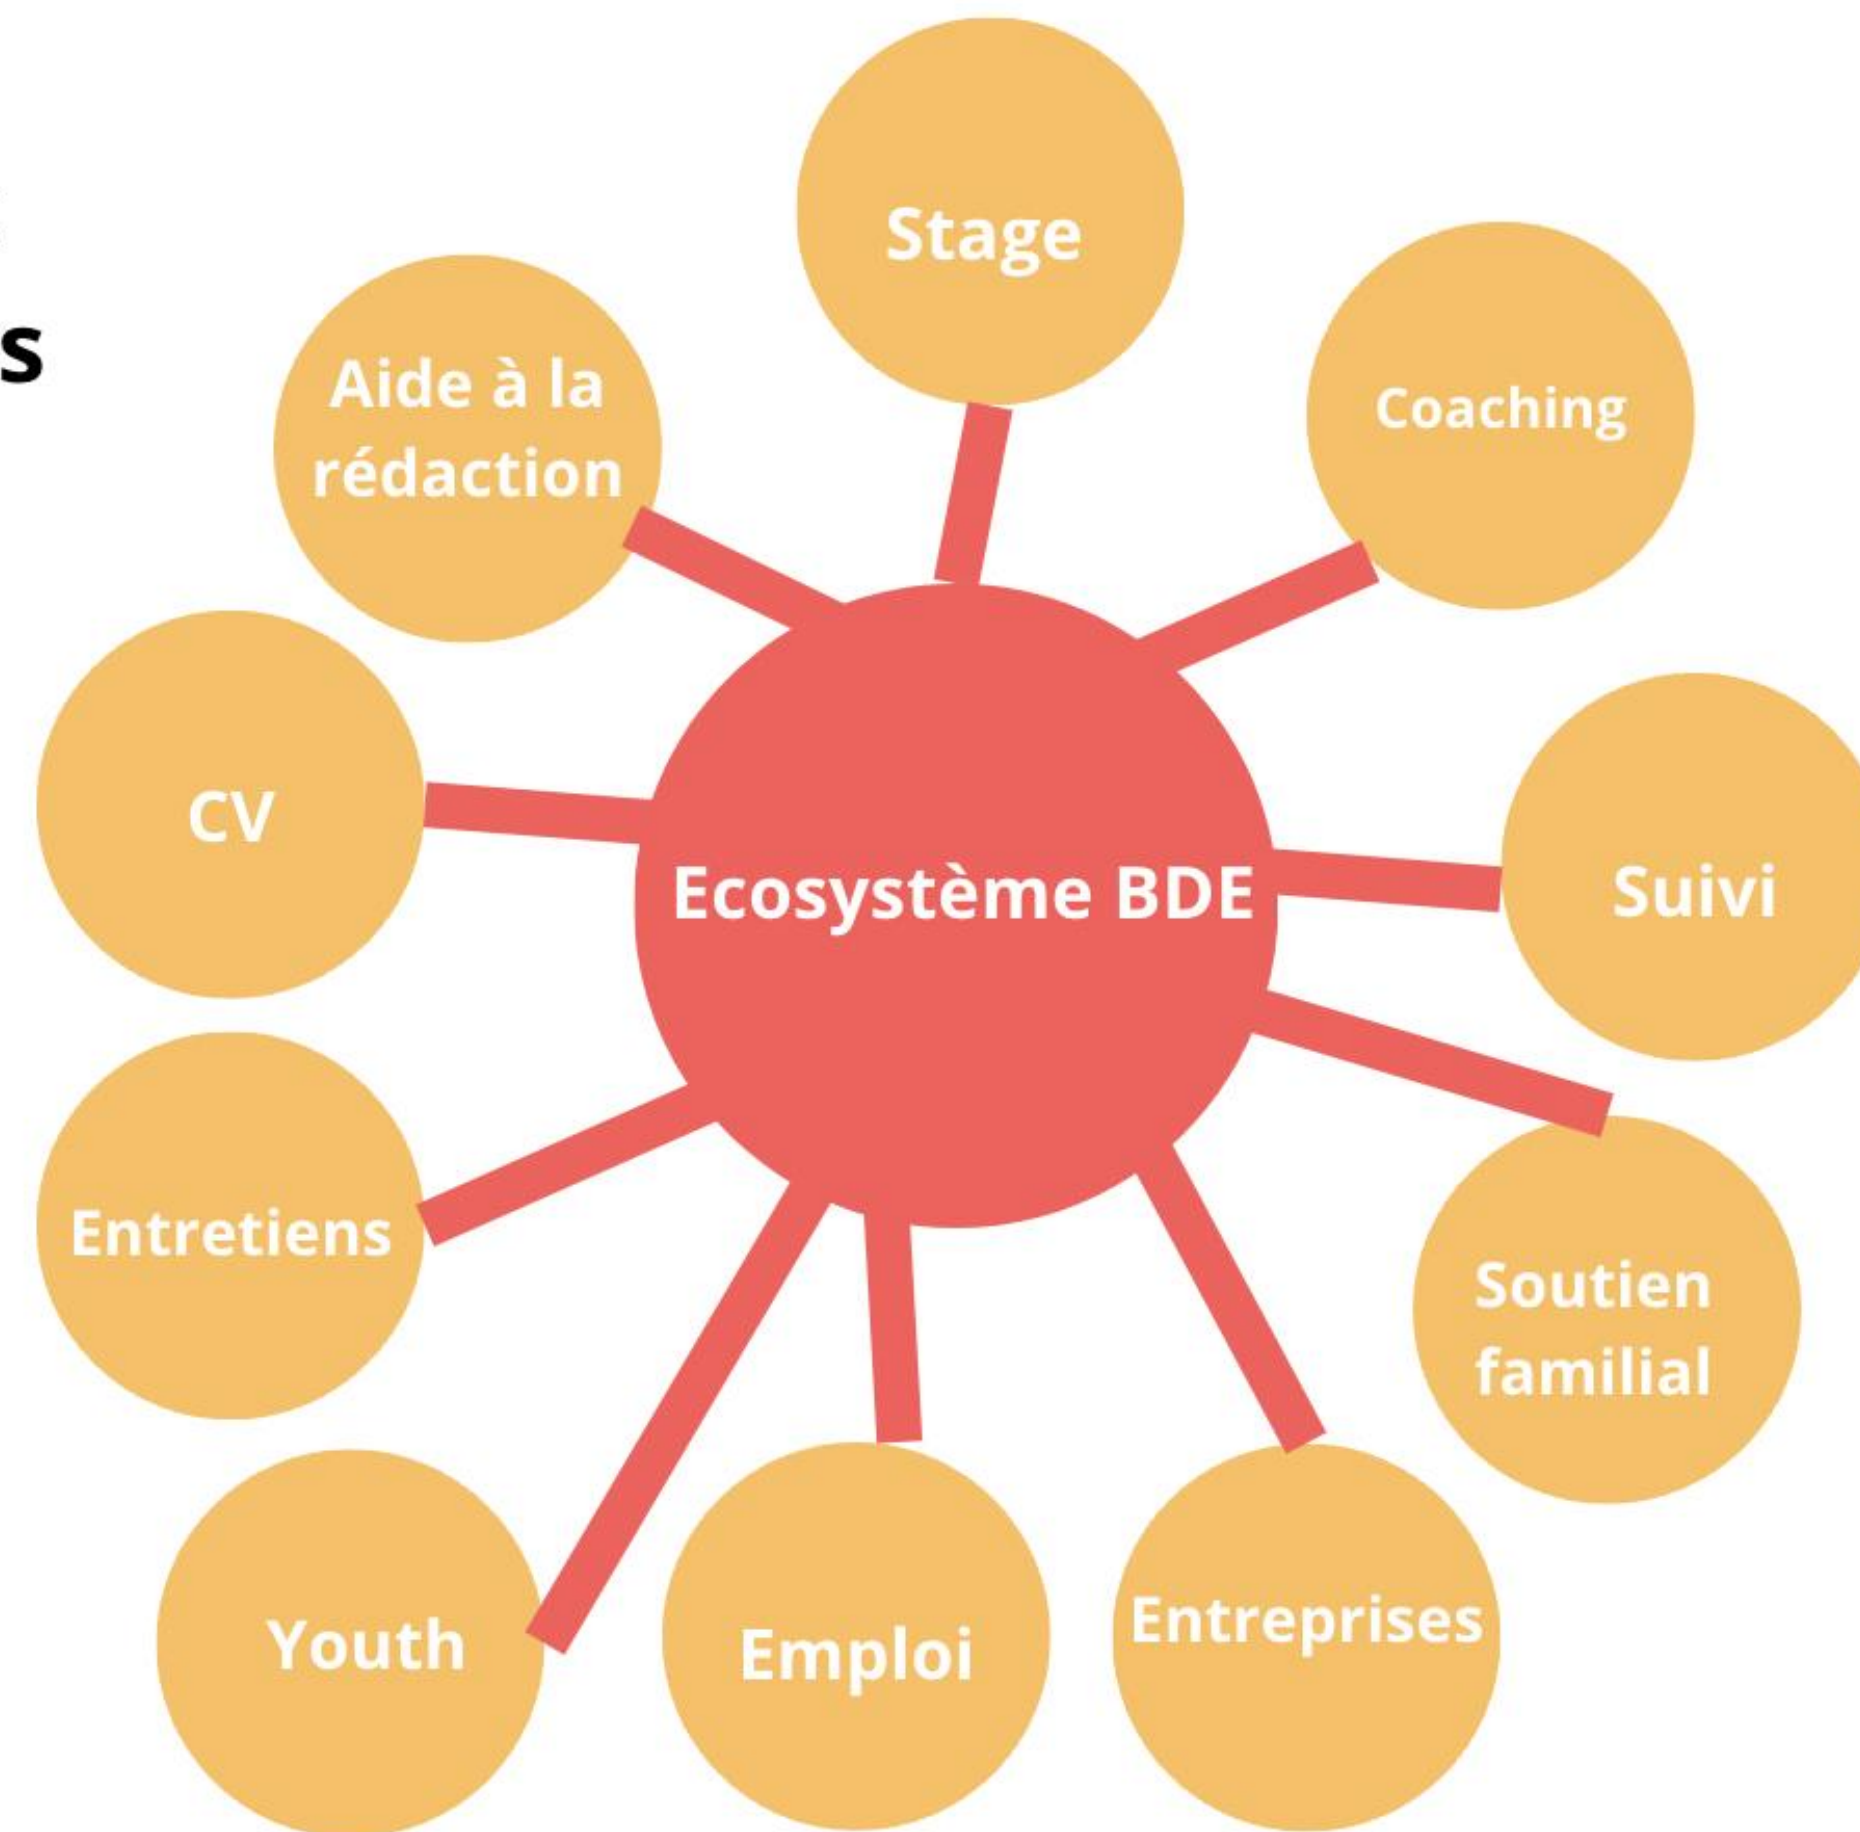 Stage
Coaching
Aide à la
rédaction
CV
Ecosystème BDE
Suivi
Entretiens
Soutien
familial
Youth
Emploi
Entreprises
s